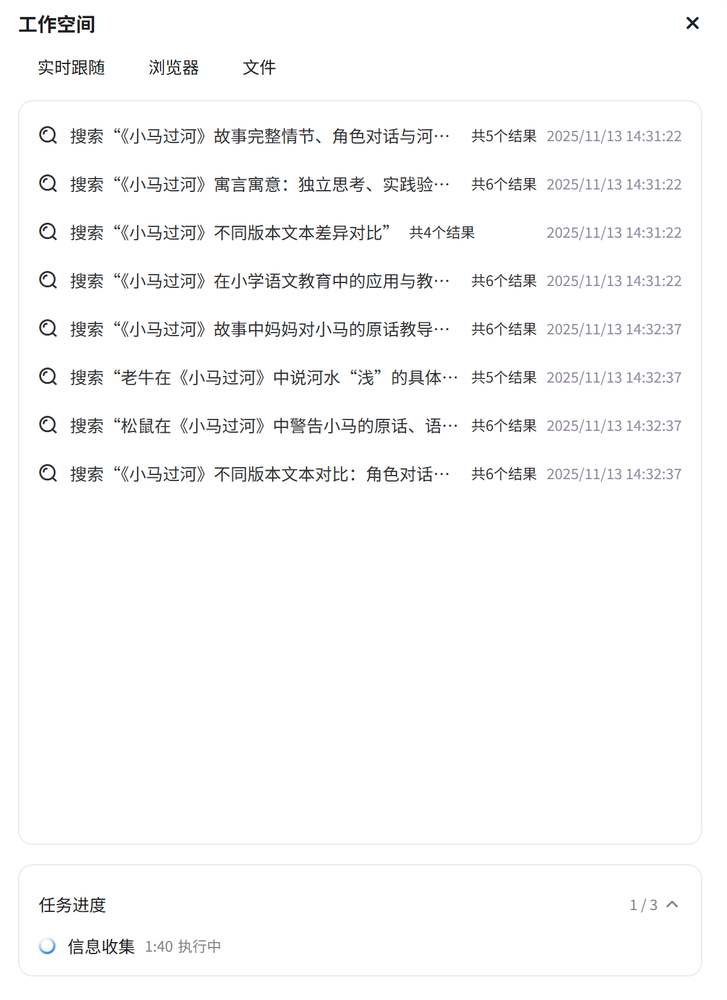 工作空间
实时跟随 浏览器 文件
搜索“《小马过河》故事完整情节、角色对话与河… 共5个结果 2025/11/13 14:31:22
搜索“《小马过河》寓言寓意：独立思考、实践验… 共6个结果 2025/11/13 14:31:22
搜索“《小马过河》不同版本文本差异对比” 共4个结果 2025/11/13 14:31:22
搜索“《小马过河》在小学语文教育中的应用与教… 共6个结果 2025/11/13 14:31:22
搜索“《小马过河》故事中妈妈对小马的原话教导… 共6个结果 2025/11/13 14:32:37
搜索“老牛在《小马过河》中说河水“浅”的具体… 共5个结果 2025/11/13 14:32:37
搜索“松鼠在《小马过河》中警告小马的原话、语… 共6个结果 2025/11/13 14:32:37
搜索“《小马过河》不同版本文本对比：角色对话… 共6个结果 2025/11/13 14:32:37
任务进度 1 / 3
信息收集 1:40 执行中